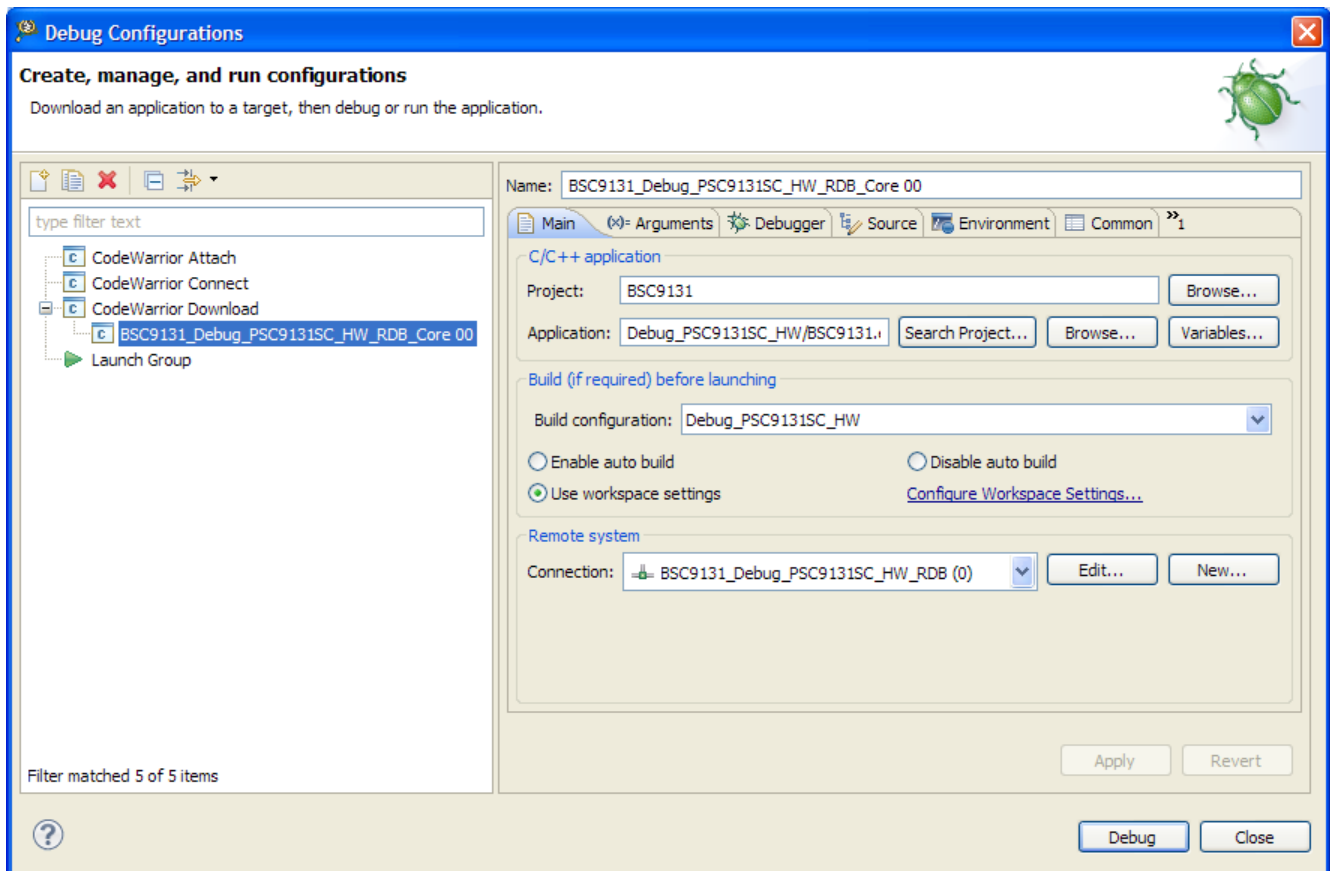 Debug Configurations
Create, manage, and run configurations
Download an application to a target, then debug or run the application.
type filter text
CodeWarrior Attach
CodeWarrior Connect
CodeWarrior Download
BSC9131_Debug_PSC9131SC_HW_RDB_Core 00
Launch Group
Filter matched 5 of 5 items
Name: BSC9131_Debug_PSC9131SC_HW_RDB_Core 00
Main (x)= Arguments Debugger Source Environment Common »1
C/C++ application
Project: BSC9131 Browse...
Application: Debug_PSC9131SC_HW/BSC9131. Search Project... Browse... Variables...
Build (if required) before launching
Build configuration: Debug_PSC9131SC_HW
Enable auto build Disable auto build
Use workspace settings Configure Workspace Settings...
Remote system
Connection: BSC9131_Debug_PSC9131SC_HW_RDB (0) Edit... New...
Apply Revert
? Debug Close